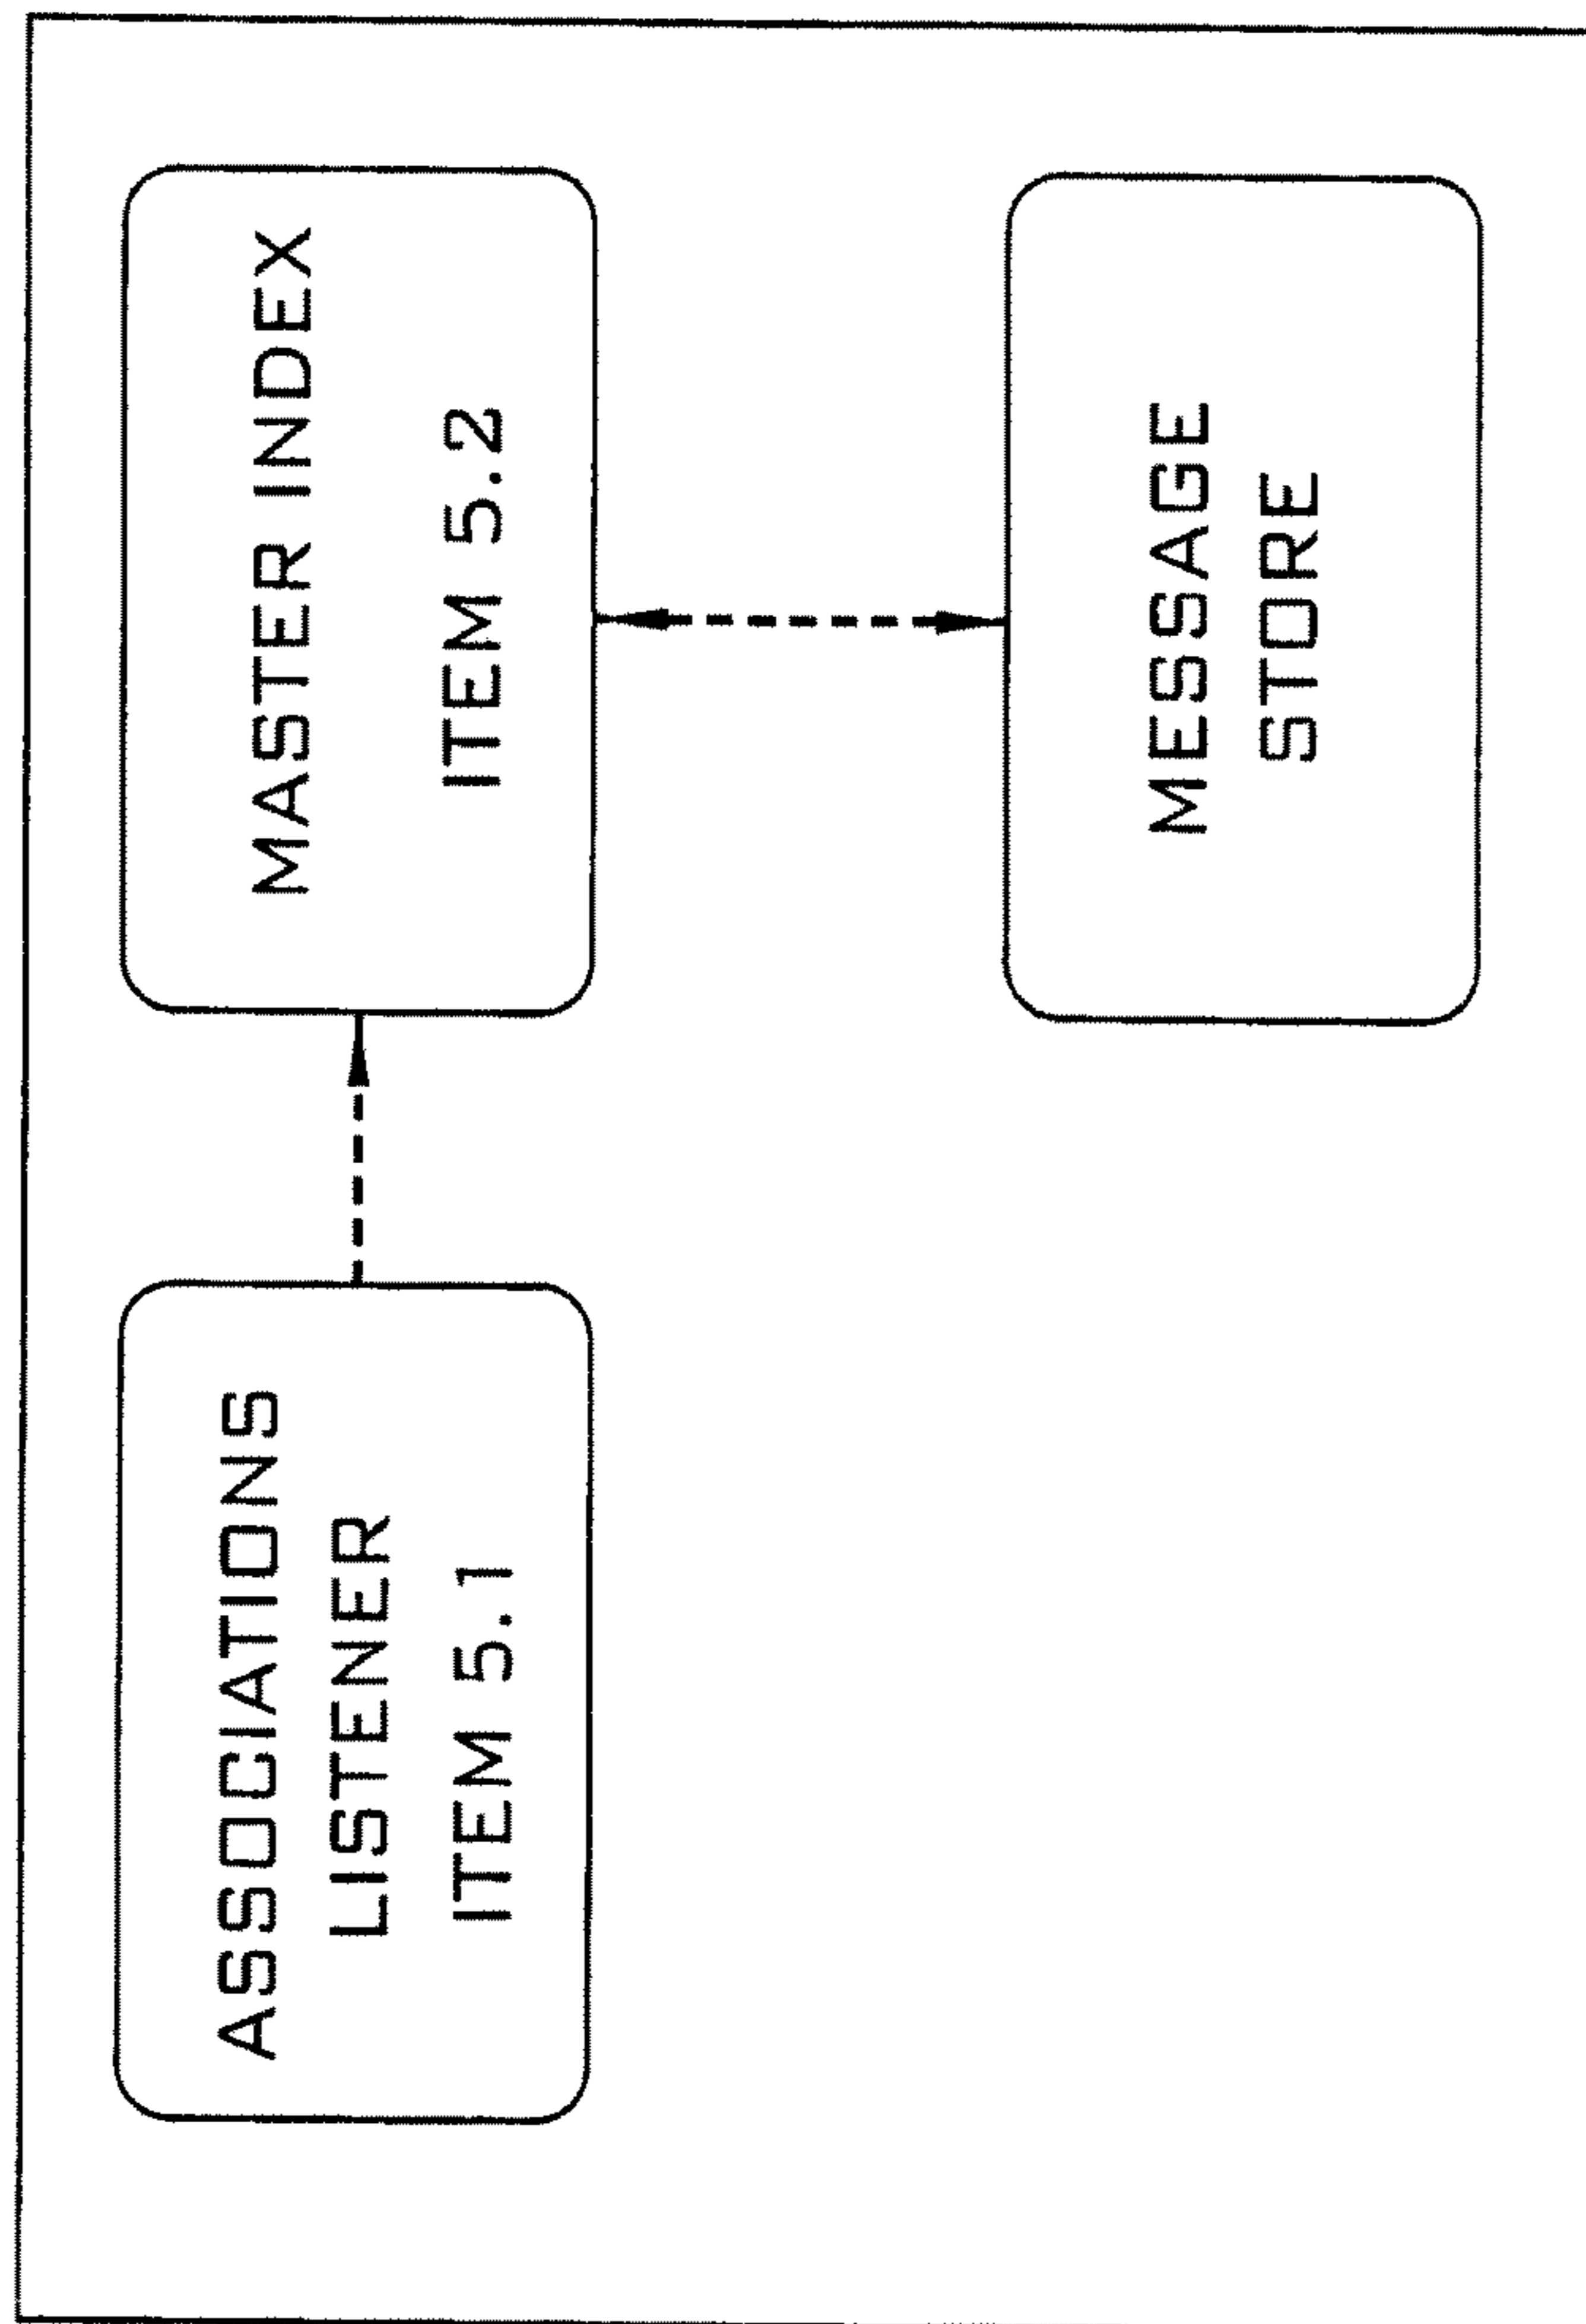 ASSOCIATIONS
LISTENER
ITEM 5.1
MASTER INDEX
ITEM 5.2
MESSAGE
STORE